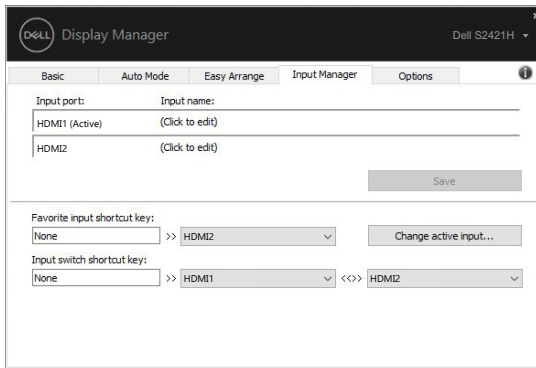 DELL Display Manager Dell S2421H
Basic Auto Mode Easy Arrange Input Manager Options
Input port: Input name:
HDMI1 (Active) (Click to edit)
HDMI2 (Click to edit)
Save
Favorite input shortcut key:
None >> HDMI2 Change active input...
Input switch shortcut key:
None >> HDMI1 <<>> HDMI2